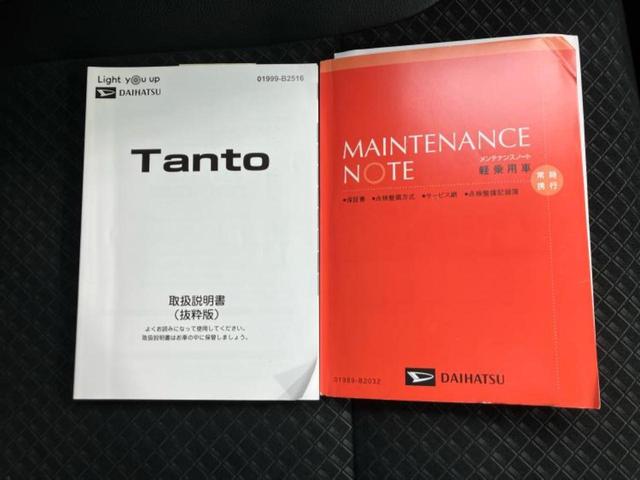 Light you up
01999-B2516
DAIHATSU
Tanto
取扱説明書
（抜粋版）
よくお読みになって使用してください。
取扱説明書はお車の中に保管しましょう。
MAINTENANCE
NOTE
メンテナンスノート
軽乗用車
常時
携行
●保証書 ●点検整備方式 ●サービス網 ●点検整備記録簿
01989-B2032
DAIHATSU